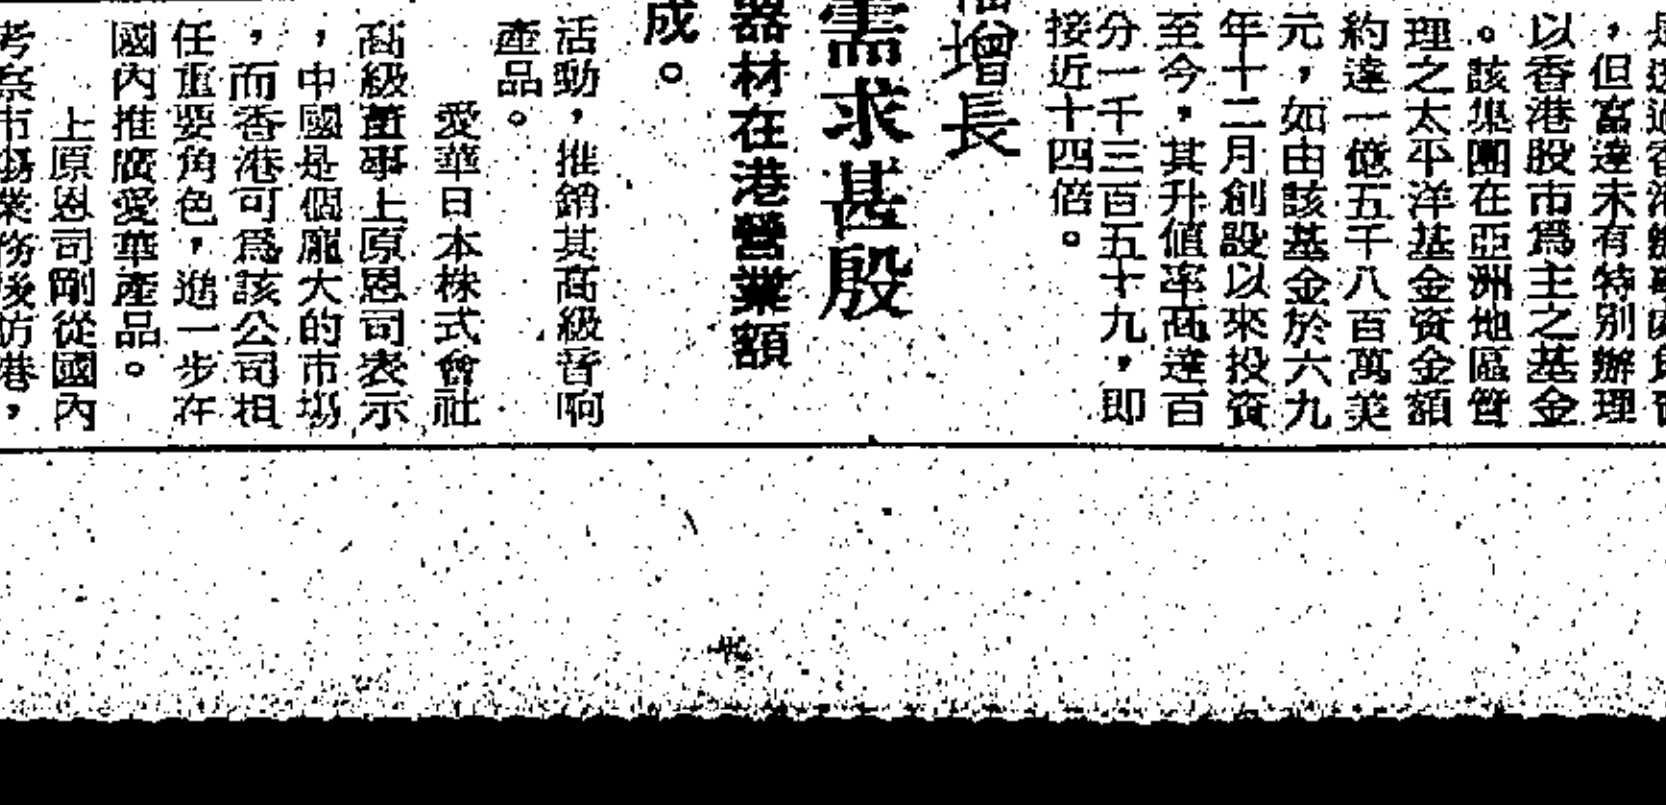 ，但富達未有特別辦理
以香港股市爲主之基金
。該集團在亞洲地區管
理之太平洋基金資金額
約達一億五千八百萬美
元，如由該基金於六九
年十二月創設以來投資
至今，其升值率高達百
分一千三百五十九，即
接近十四倍。
增長
需求甚殷
器材在港營業額
成。
活動，推銷其高級音响
產品。
愛華日本株式會社
高級董事上原恩司表示
，中國是個龐大的市場
，而香港可爲該公司担
任重要角色，進一步在
國內推廣愛華產品。
上原恩司剛從國內
考察市場業務後訪港，